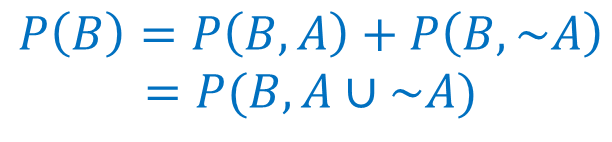 P(B) = P(B, A) + P(B, ~A)
= P(B, A ∪ ~A)